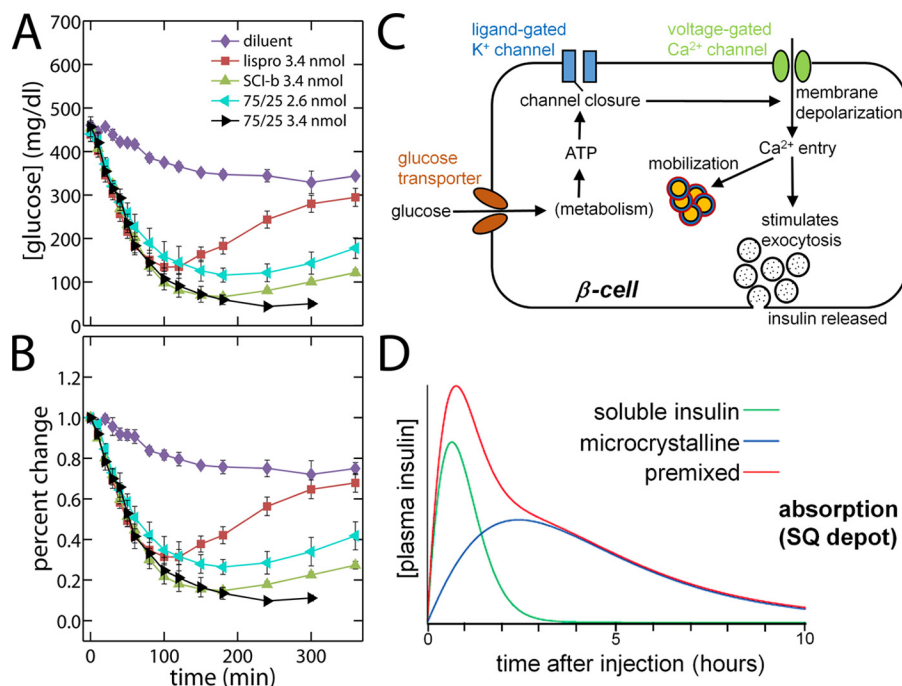 A
[glucose] (mg/dl)
700
600
500
400
300
200
100
0
diluent
lispro 3.4 nmol
SCI-b 3.4 nmol
75/25 2.6 nmol
75/25 3.4 nmol
B
percent change
1.2
1.0
0.8
0.6
0.4
0.2
0.0
0
100
200
300
time (min)
C
ligand-gated
K⁺ channel
voltage-gated
Ca²⁺ channel
channel closure
membrane
depolarization
ATP
Ca²⁺ entry
mobilization
glucose
transporter
glucose
(metabolism)
stimulates
exocytosis
β-cell
insulin released
D
[plasma insulin]
soluble insulin
microcrystalline
premixed
absorption
(SQ depot)
0
5
10
time after injection (hours)